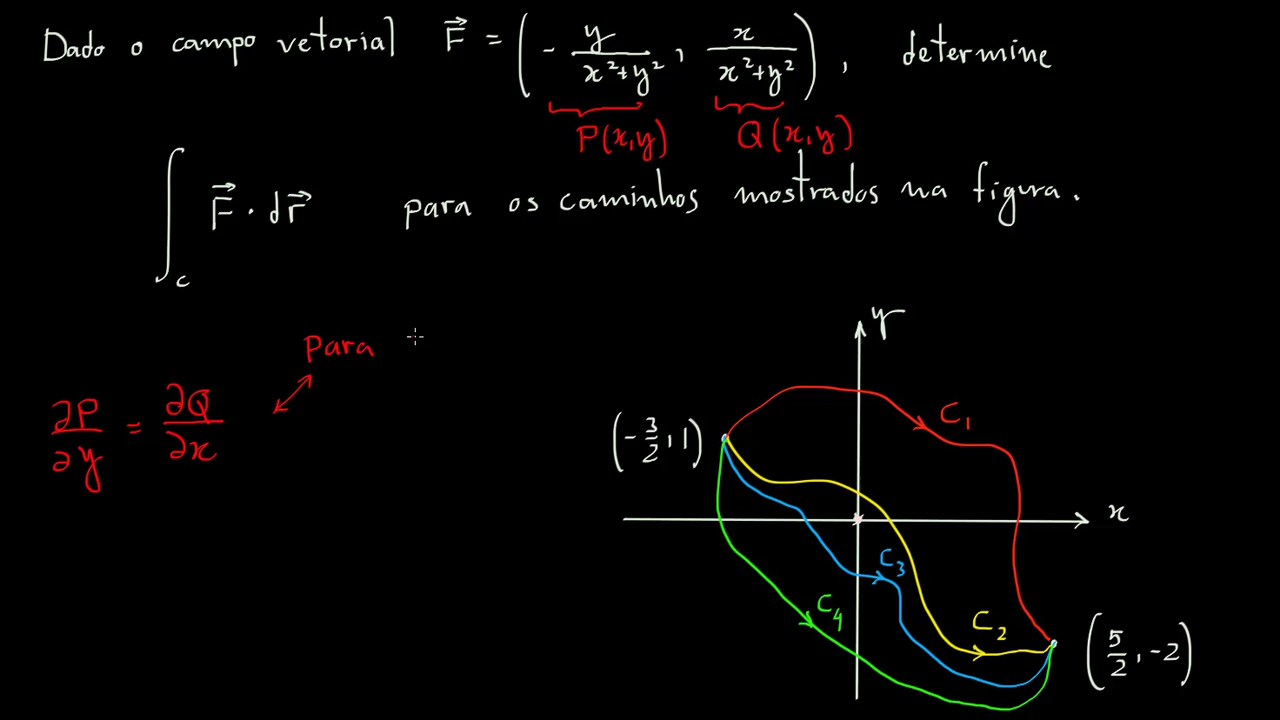 Dado o campo vetorial F⃗ = ( - y/(x²+y²) , x/(x²+y²) ) , determine
P(x,y) Q(x,y)
∫_C F⃗ · dr⃗ para os caminhos mostrados na figura.
Para
∂P/∂y = ∂Q/∂x
y
(-3/2, 1)
C₁
x
C₃
C₄
C₂
(5/2, -2)